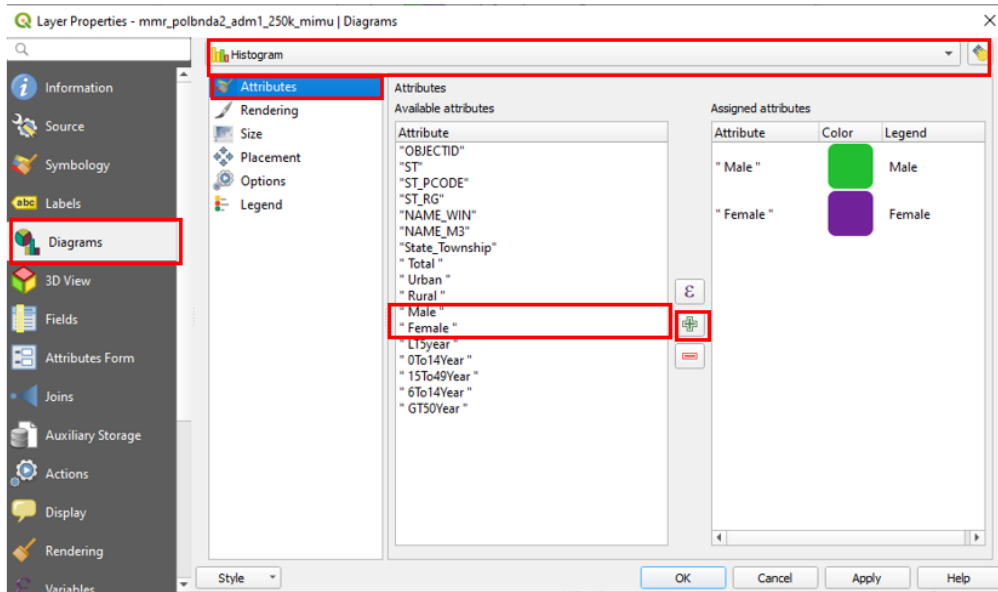 Layer Properties - mmr_polbnda2_adm1_250k_mimu | Diagrams
Histogram
Information
Source
Symbology
abc Labels
Diagrams
3D View
Fields
Attributes Form
Joins
Auxiliary Storage
Actions
Display
Rendering
Variables
Attributes
Rendering
Size
Placement
Options
Legend
Attributes
Available attributes
Attribute
"OBJECTID"
"ST"
"ST_PCODE"
"ST_RG"
"NAME_WIN"
"NAME_M3"
"State_Township"
" Total "
" Urban "
" Rural "
" Male "
" Female "
" LT5year "
" 0To14Year "
" 15To49Year "
" 6To14Year "
" GT50Year "
ε
Assigned attributes
Attribute Color Legend
" Male " Male
" Female " Female
Style
OK Cancel Apply Help